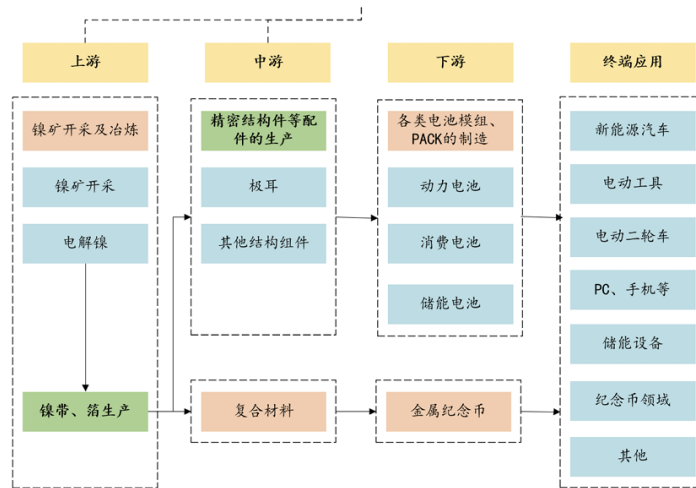 上游
中游
下游
终端应用
镍矿开采及冶炼
镍矿开采
电解镍
镍带、箔生产
精密结构件等配
件的生产
极耳
其他结构组件
复合材料
各类电池模组、
PACK的制造
动力电池
消费电池
储能电池
金属纪念币
新能源汽车
电动工具
电动二轮车
PC、手机等
储能设备
纪念币领域
其他